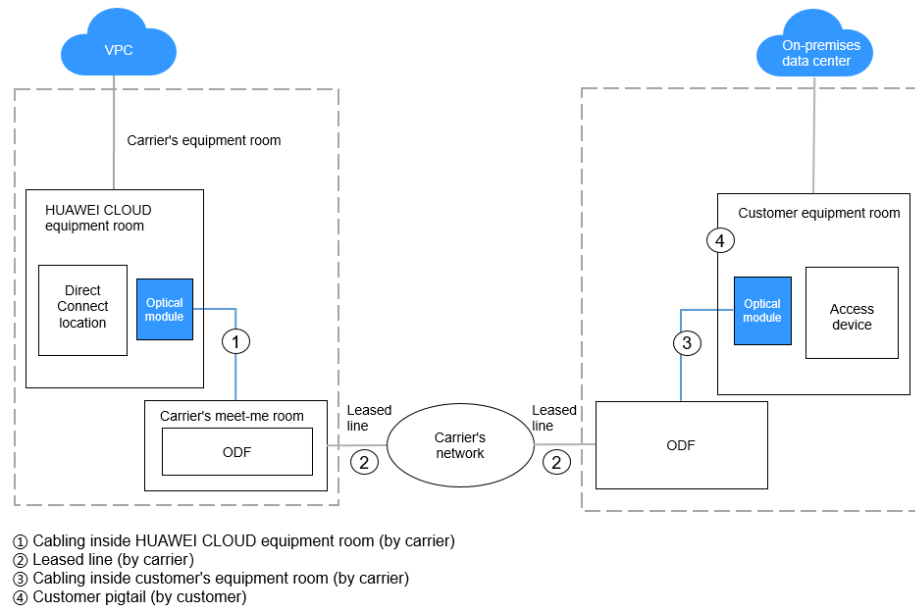 VPC
On-premises
data center
Carrier's equipment room
HUAWEI CLOUD
equipment room
Direct
Connect
location
Optical
module
①
Carrier's meet-me room
ODF
Leased
line
②
Carrier's
network
Leased
line
②
Customer equipment room
④
Optical
module
Access
device
③
ODF
① Cabling inside HUAWEI CLOUD equipment room (by carrier)
② Leased line (by carrier)
③ Cabling inside customer's equipment room (by carrier)
④ Customer pigtail (by customer)